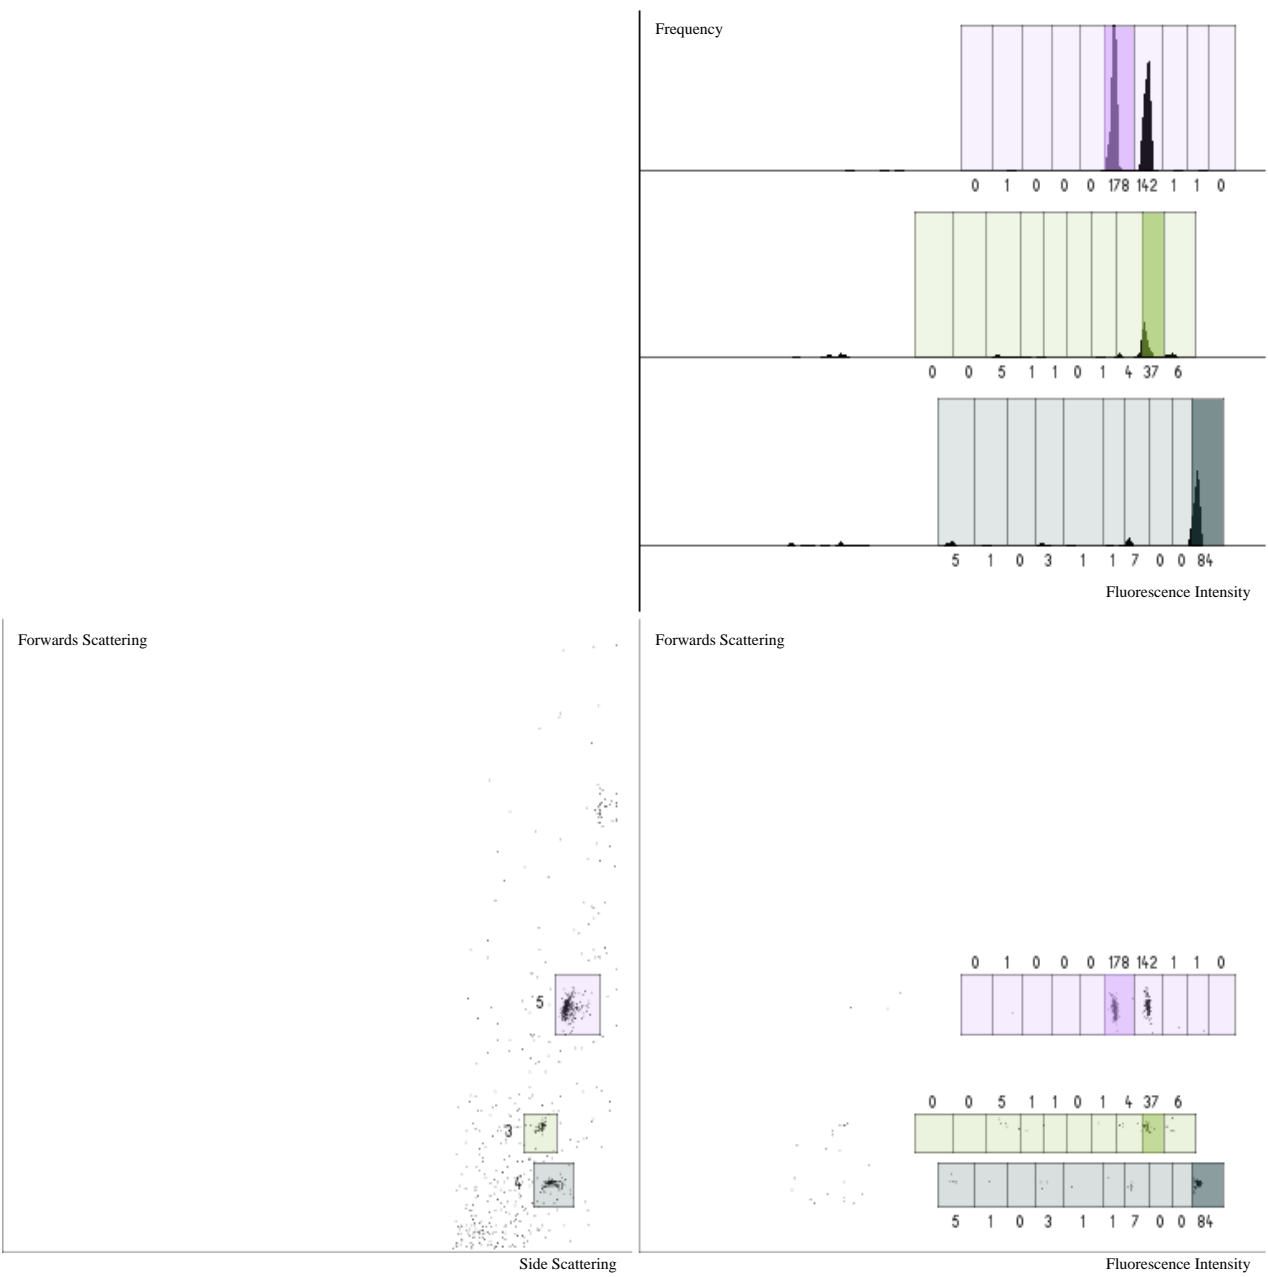 Frequency
0 1 0 0 0 178 142 1 1 0
0 0 5 1 1 0 1 4 37 6
5 1 0 3 1 1 7 0 0 84
Fluorescence Intensity
Forwards Scattering
5
3
4
Side Scattering
Forwards Scattering
0 1 0 0 0 178 142 1 1 0
0 0 5 1 1 0 1 4 37 6
5 1 0 3 1 1 7 0 0 84
Fluorescence Intensity